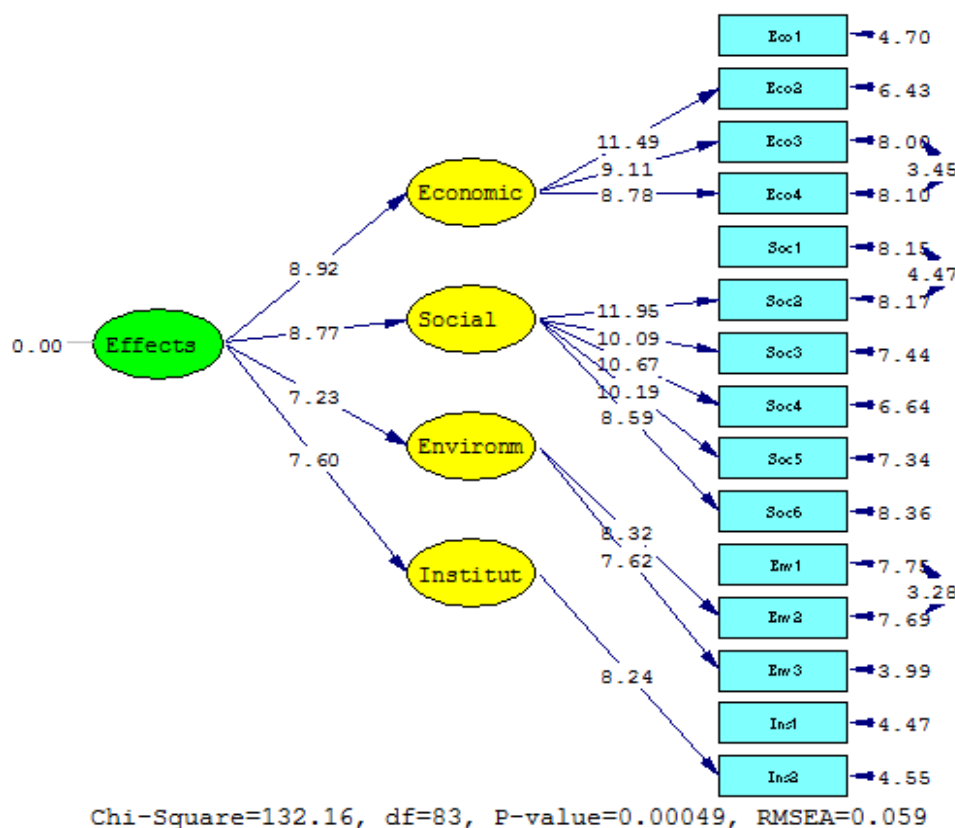 Eco1 4.70
Eco2 6.43
11.49
Eco3 8.00
9.11
3.45
Economic
8.78
Eco4 8.10
Soc1 8.15
8.92
4.47
Social
11.95
Soc2 8.17
8.77
10.09
0.00 Effects
Soc3 7.44
10.67
10.19
7.23
Soc4 6.64
8.59
Environm
7.60
Soc5 7.34
Soc6 8.36
8.32
7.62
Env1 7.75
Institut
3.28
Env2 7.69
8.24
Env3 3.99
Ins1 4.47
Ins2 4.55
Chi-Square=132.16, df=83, P-value=0.00049, RMSEA=0.059